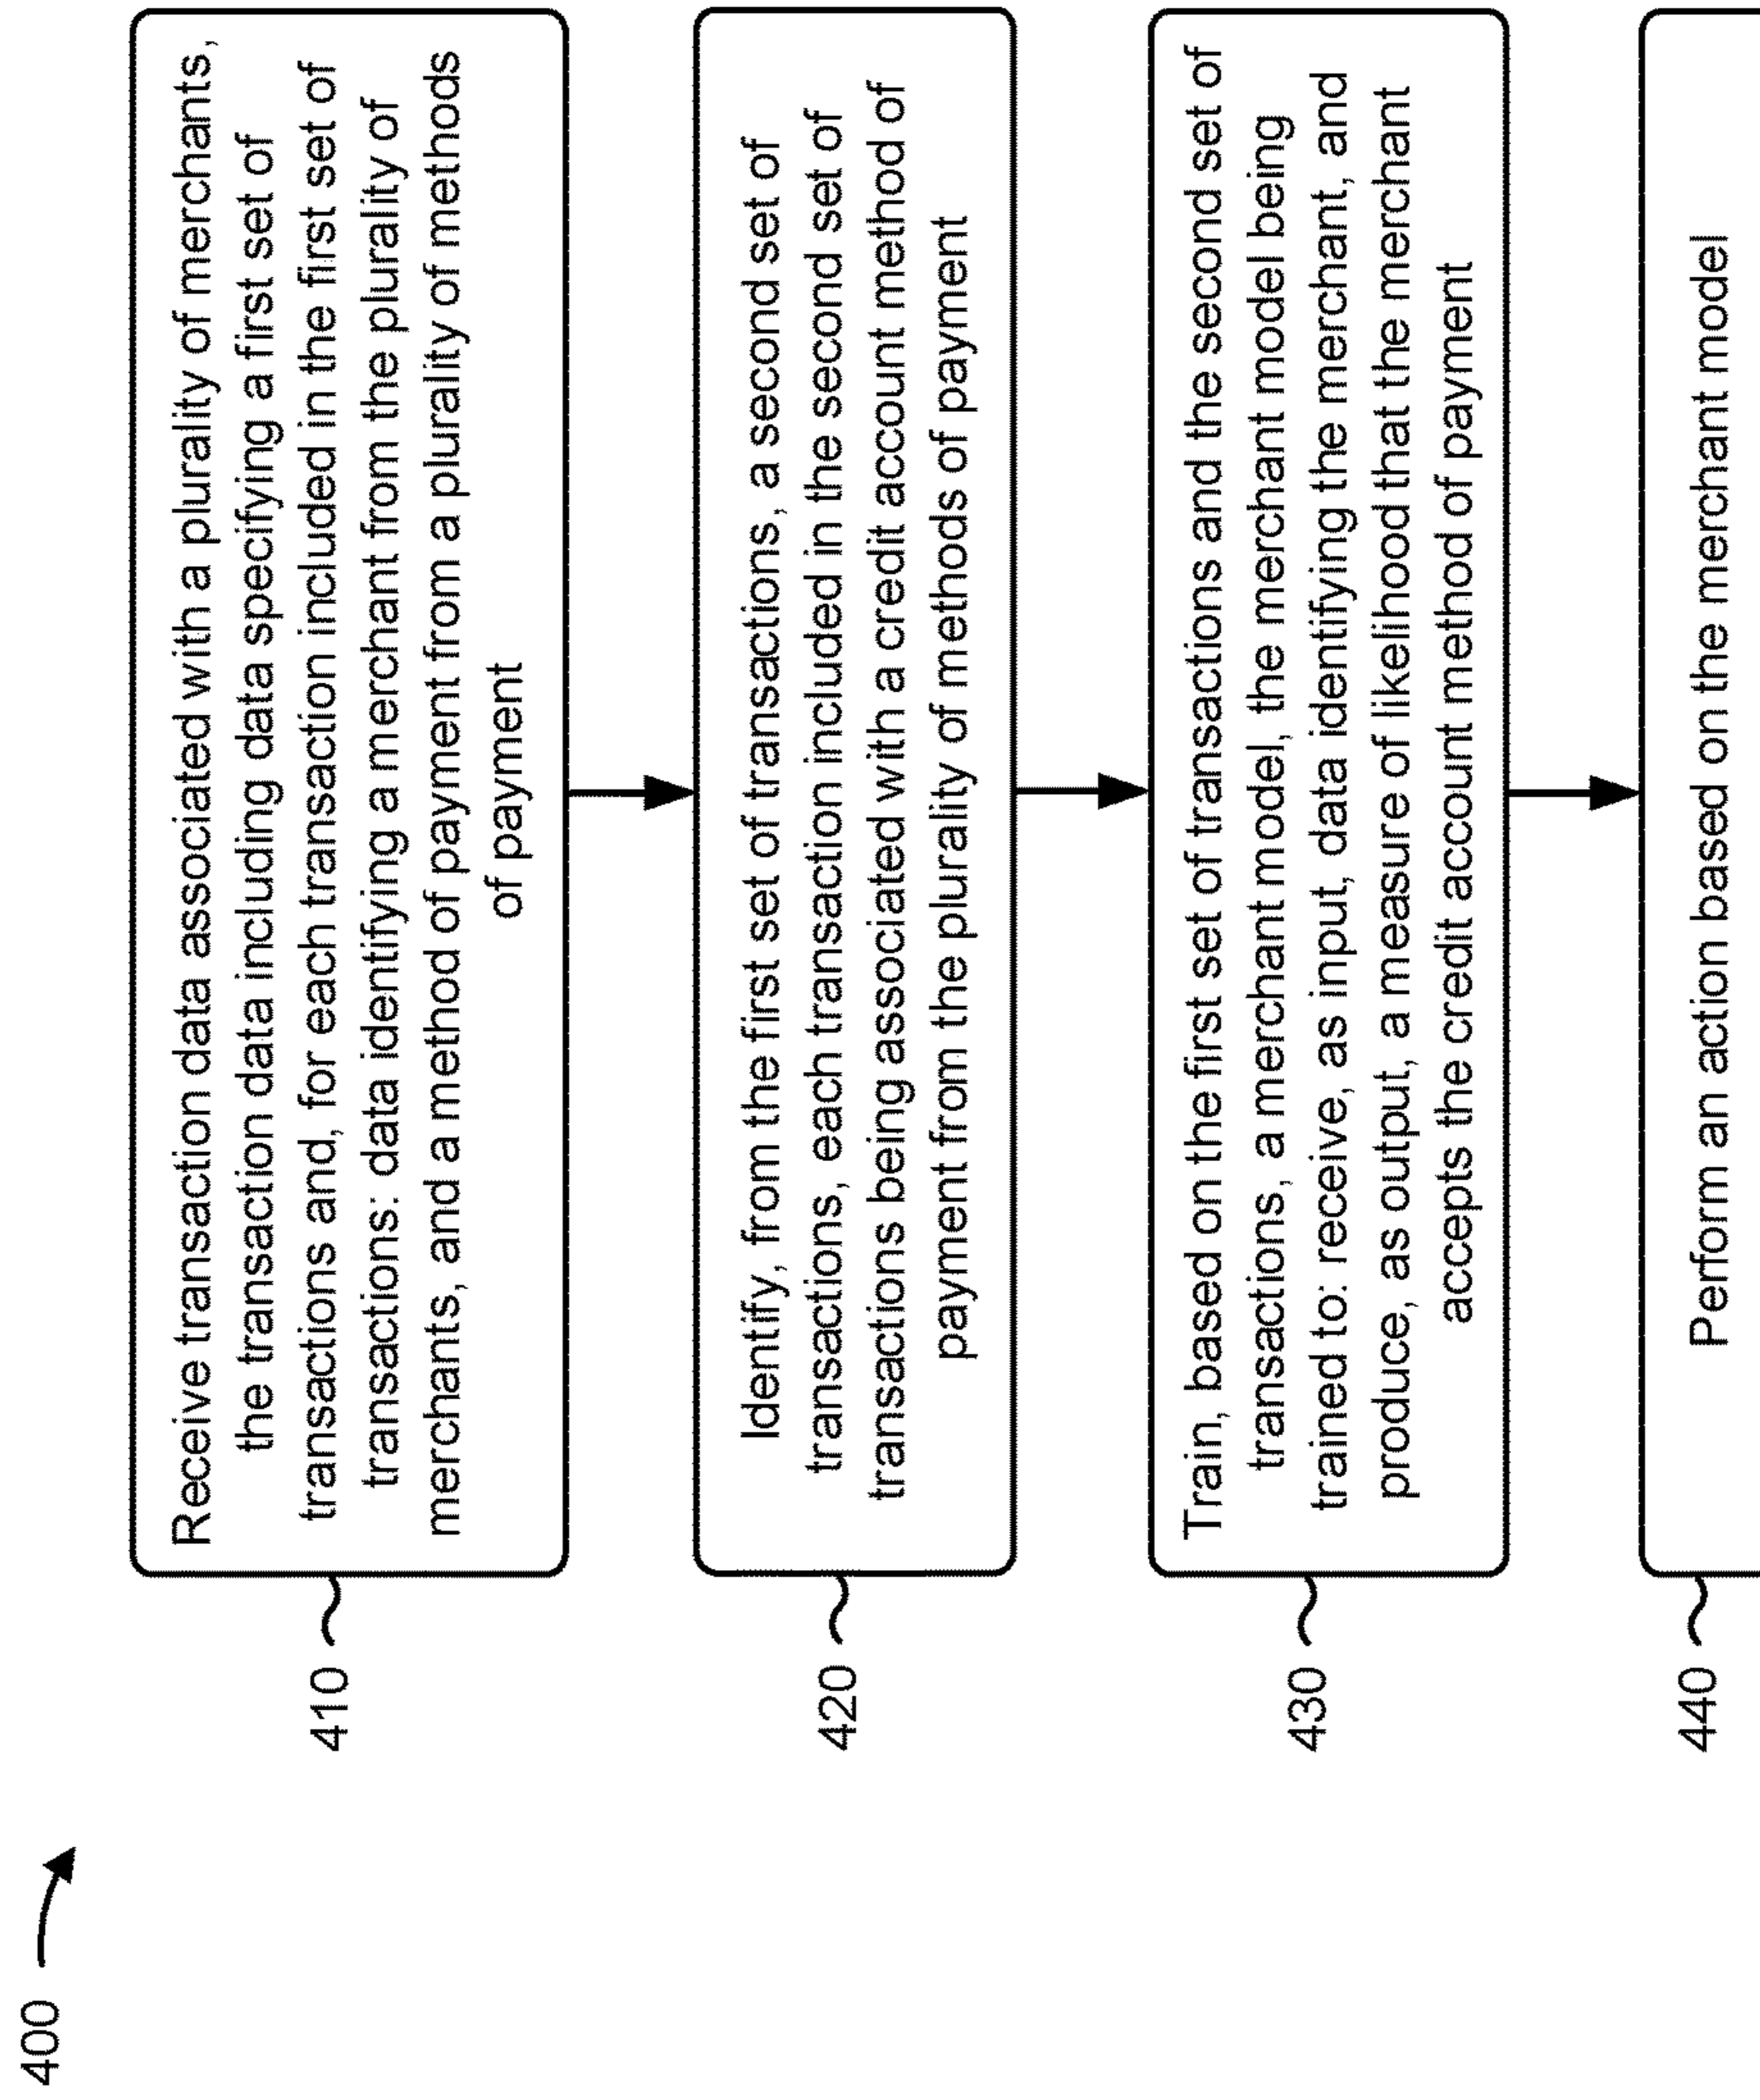 400
410
Receive transaction data associated with a plurality of merchants,
the transaction data including data specifying a first set of
transactions and, for each transaction included in the first set of
transactions: data identifying a merchant from the plurality of
merchants, and a method of payment from a plurality of methods
of payment
420
Identify, from the first set of transactions, a second set of
transactions, each transaction included in the second set of
transactions being associated with a credit account method of
payment from the plurality of methods of payment
430
Train, based on the first set of transactions and the second set of
transactions, a merchant model, the merchant model being
trained to: receive, as input, data identifying the merchant, and
produce, as output, a measure of likelihood that the merchant
accepts the credit account method of payment
440
Perform an action based on the merchant model